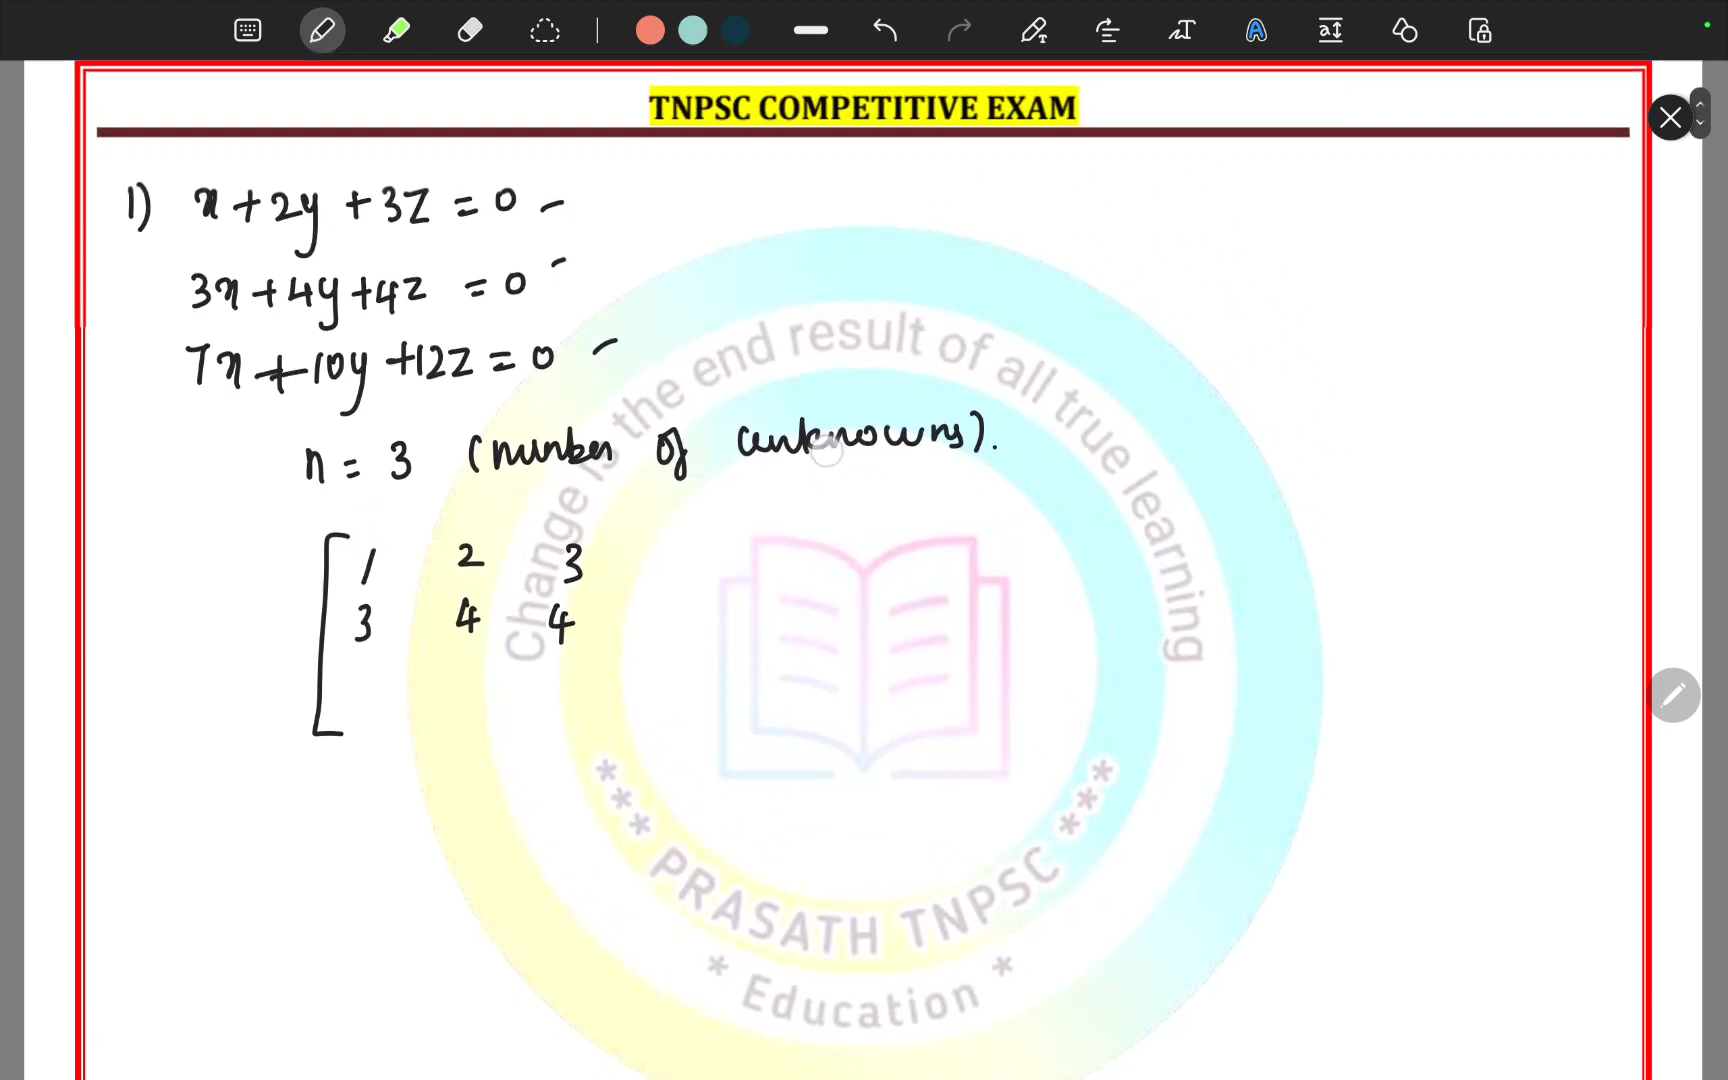 TNPSC COMPETITIVE EXAM
1) x+2y+3z=0 -
3x+4y+4z=0 -
7x+10y+12z=0 -
n=3 (number of unknowns).
[1 2 3
3 4 4
Change is the end result of all true learning
*** PRASATH TNPSC ***
* Education *